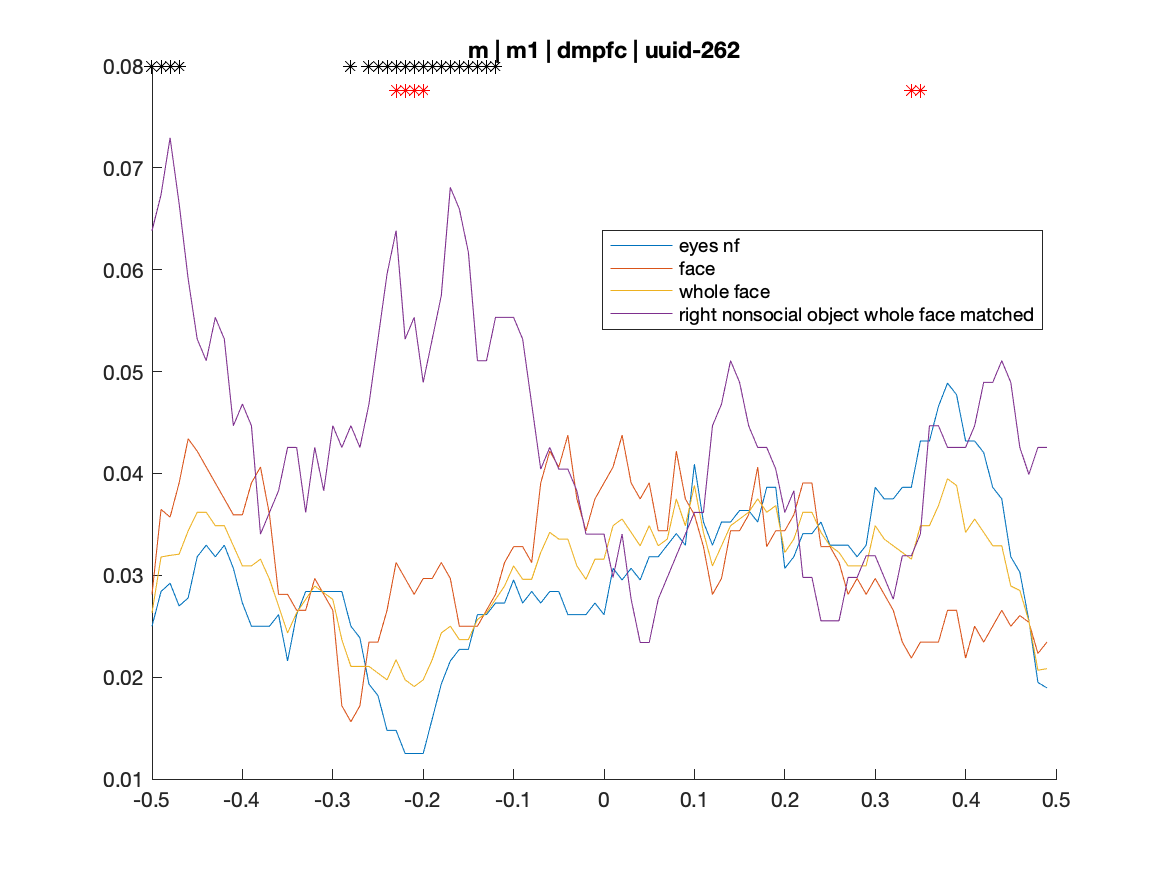 m | m1 | dmpfc | uuid-262
0.08
0.07
0.06
0.05
0.04
0.03
0.02
0.01
eyes nf
face
whole face
right nonsocial object whole face matched
-0.5 -0.4 -0.3 -0.2 -0.1 0 0.1 0.2 0.3 0.4 0.5